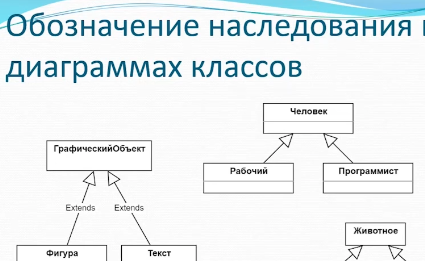 Обозначение наследования
диаграммах классов
Человек
ГрафическийОбъект
Рабочий
Программист
Extends
Extends
Животное
Фигура
Текст